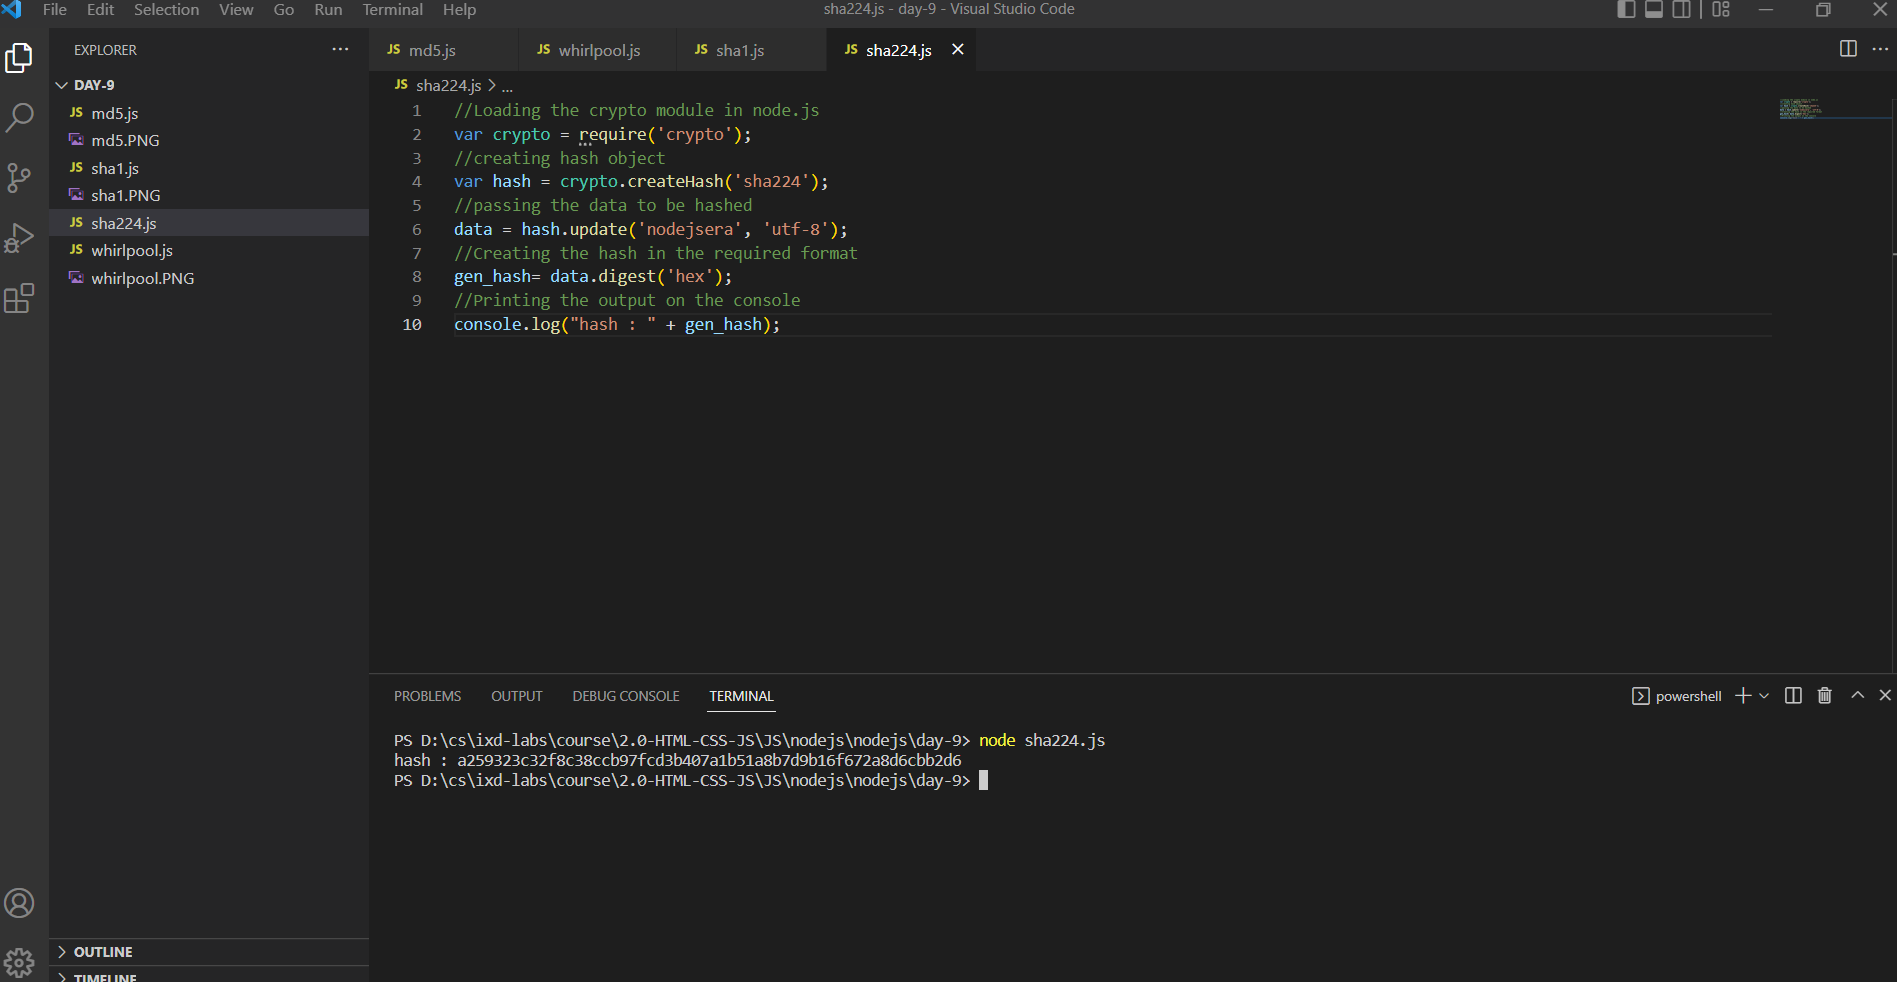 File Edit Selection View Go Run Terminal Help
sha224.js - day-9 - Visual Studio Code
EXPLORER
DAY-9
JS md5.js
md5.PNG
JS sha1.js
sha1.PNG
JS sha224.js
JS whirlpool.js
whirlpool.PNG
OUTLINE
TIMELINE
JS md5.js
JS whirlpool.js
JS sha1.js
JS sha224.js
JS sha224.js > ...
1 //Loading the crypto module in node.js
2 var crypto = require('crypto');
3 //creating hash object
4 var hash = crypto.createHash('sha224');
5 //passing the data to be hashed
6 data = hash.update('nodejsera', 'utf-8');
7 //Creating the hash in the required format
8 gen_hash= data.digest('hex');
9 //Printing the output on the console
10 console.log("hash : " + gen_hash);
PROBLEMS OUTPUT DEBUG CONSOLE TERMINAL
powershell
PS D:\cs\ixd-labs\course\2.0-HTML-CSS-JS\JS\nodejs\nodejs\day-9> node sha224.js
hash : a259323c32f8c38ccb97fcd3b407a1b51a8b7d9b16f672a8d6cbb2d6
PS D:\cs\ixd-labs\course\2.0-HTML-CSS-JS\JS\nodejs\nodejs\day-9>